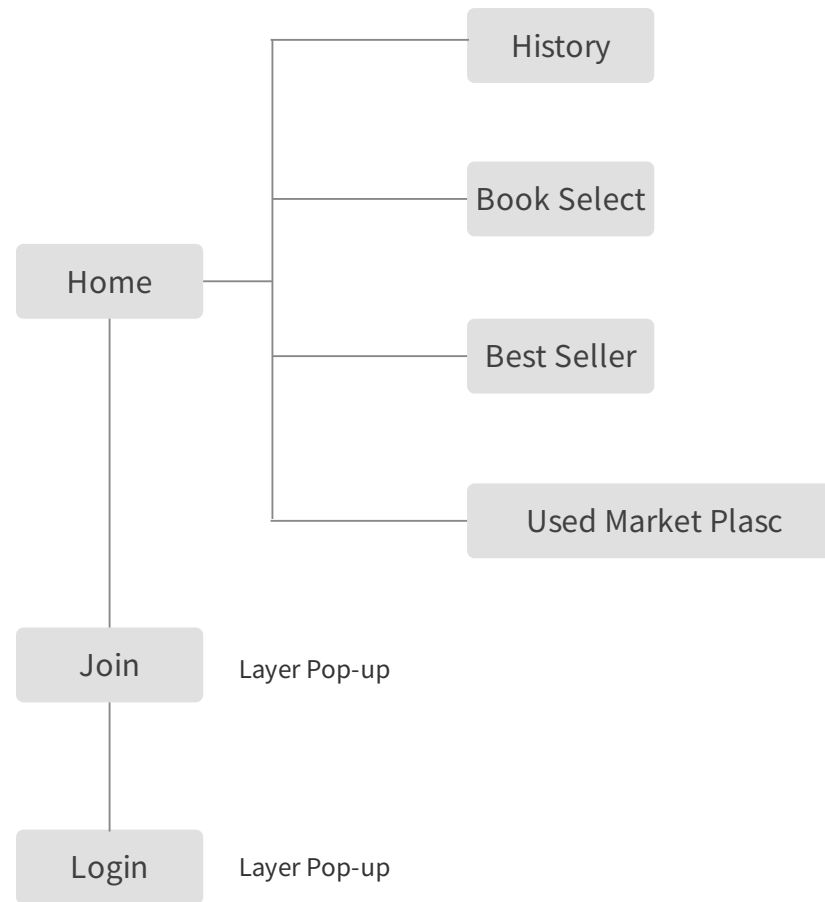 History
Book Select
Home
Best Seller
Used Market Plasc
Join
Layer Pop-up
Login
Layer Pop-up